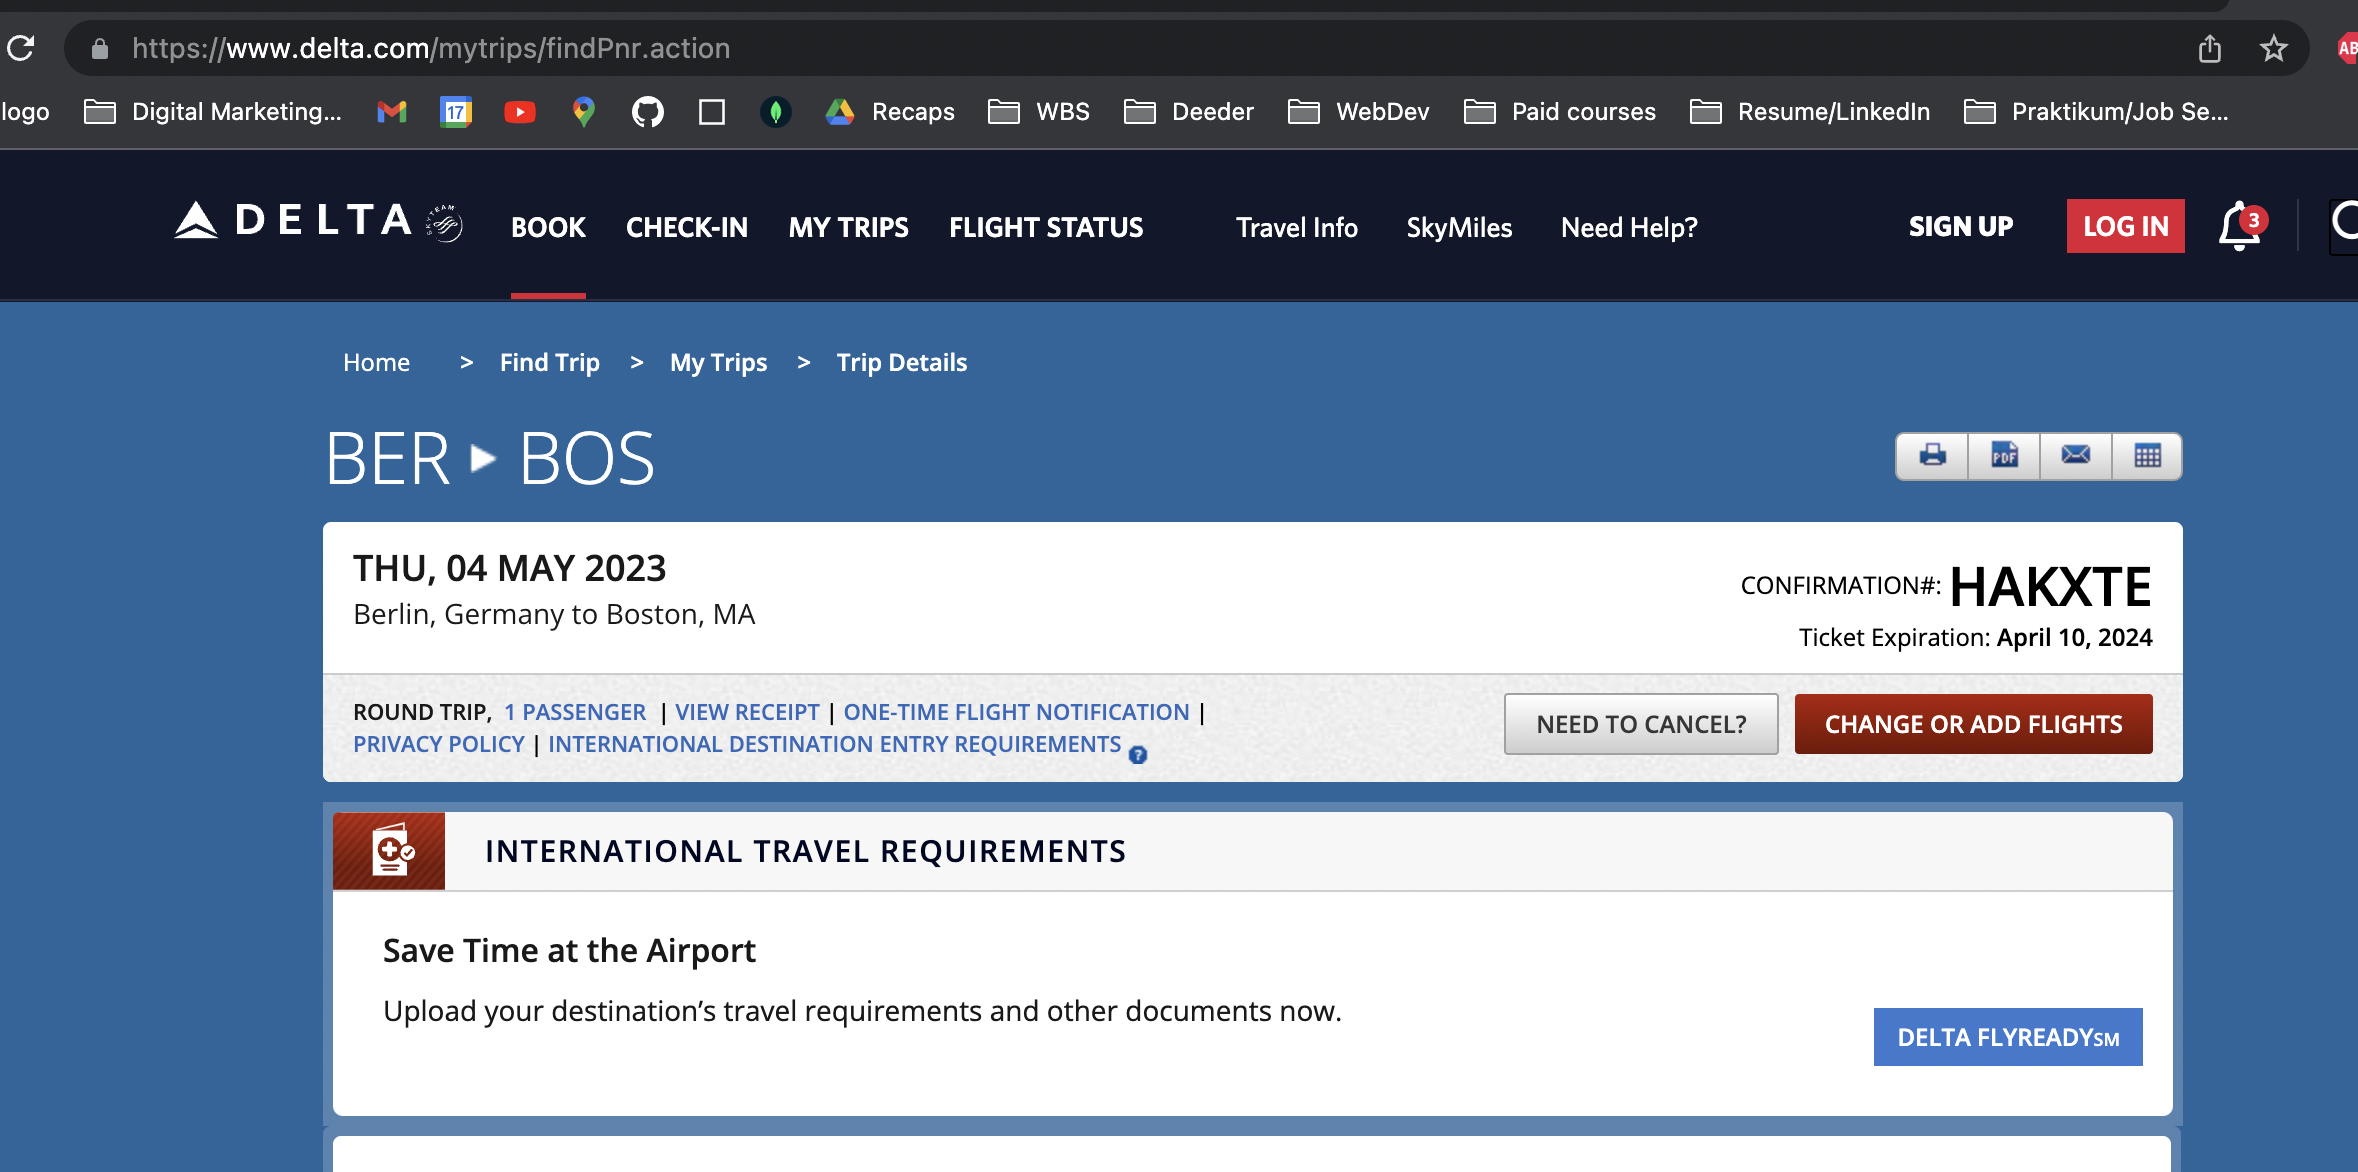 https://www.delta.com/mytrips/findPnr.action
AB
logo Digital Marketing... 17 Recaps WBS Deeder WebDev Paid courses Resume/LinkedIn Praktikum/Job Se...
DELTA SKYTEAM BOOK CHECK-IN MY TRIPS FLIGHT STATUS Travel Info SkyMiles Need Help? SIGN UP LOG IN 3
Home > Find Trip > My Trips > Trip Details
BER BOS
PDF
THU, 04 MAY 2023
Berlin, Germany to Boston, MA
CONFIRMATION#: HAKXTE
Ticket Expiration: April 10, 2024
ROUND TRIP, 1 PASSENGER | VIEW RECEIPT | ONE-TIME FLIGHT NOTIFICATION |
PRIVACY POLICY | INTERNATIONAL DESTINATION ENTRY REQUIREMENTS ?
NEED TO CANCEL? CHANGE OR ADD FLIGHTS
INTERNATIONAL TRAVEL REQUIREMENTS
Save Time at the Airport
Upload your destination’s travel requirements and other documents now.
DELTA FLYREADYSM